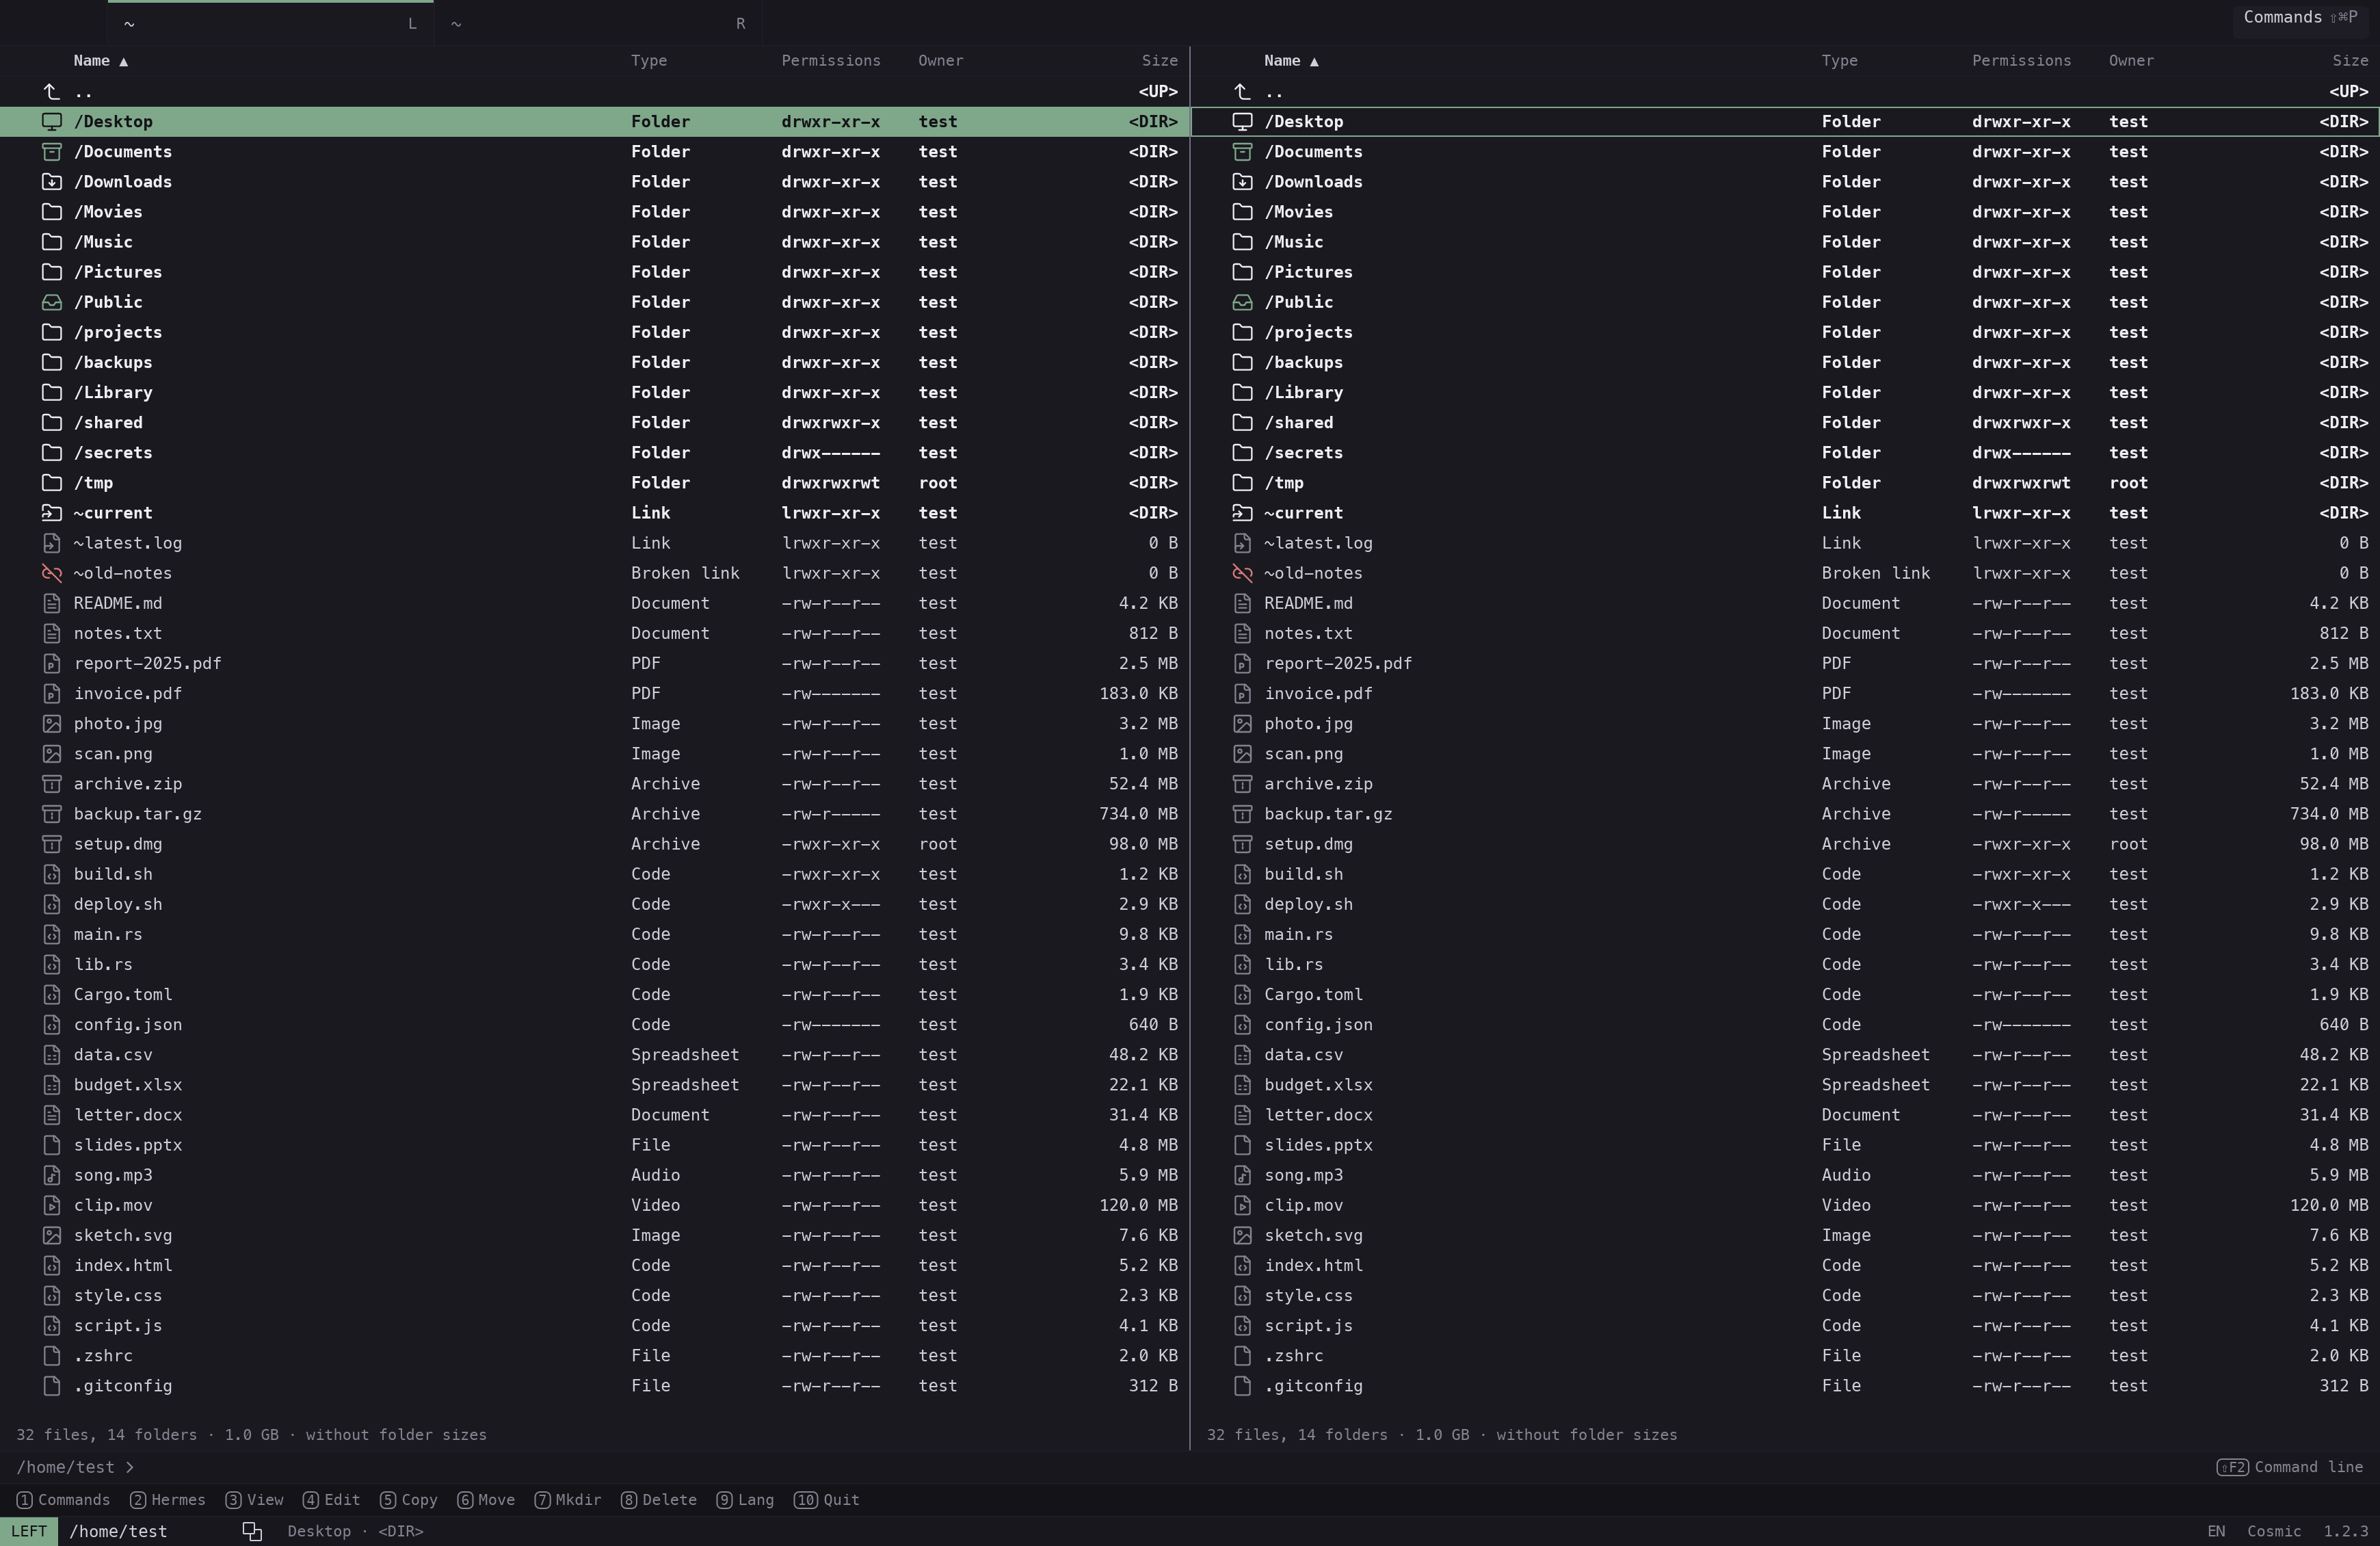 ~ L ~ R Commands ⇧⌘P
Name ▲ Type Permissions Owner Size
.. <UP>
/Desktop Folder drwxr-xr-x test <DIR>
/Documents Folder drwxr-xr-x test <DIR>
/Downloads Folder drwxr-xr-x test <DIR>
/Movies Folder drwxr-xr-x test <DIR>
/Music Folder drwxr-xr-x test <DIR>
/Pictures Folder drwxr-xr-x test <DIR>
/Public Folder drwxr-xr-x test <DIR>
/projects Folder drwxr-xr-x test <DIR>
/backups Folder drwxr-xr-x test <DIR>
/Library Folder drwxr-xr-x test <DIR>
/shared Folder drwxrwxr-x test <DIR>
/secrets Folder drwx------ test <DIR>
/tmp Folder drwxrwxrwt root <DIR>
~current Link lrwxr-xr-x test <DIR>
~latest.log Link lrwxr-xr-x test 0 B
~old-notes Broken link lrwxr-xr-x test 0 B
README.md Document -rw-r--r-- test 4.2 KB
notes.txt Document -rw-r--r-- test 812 B
report-2025.pdf PDF -rw-r--r-- test 2.5 MB
invoice.pdf PDF -rw------- test 183.0 KB
photo.jpg Image -rw-r--r-- test 3.2 MB
scan.png Image -rw-r--r-- test 1.0 MB
archive.zip Archive -rw-r--r-- test 52.4 MB
backup.tar.gz Archive -rw-r----- test 734.0 MB
setup.dmg Archive -rwxr-xr-x root 98.0 MB
build.sh Code -rwxr-xr-x test 1.2 KB
deploy.sh Code -rwxr-x--- test 2.9 KB
main.rs Code -rw-r--r-- test 9.8 KB
lib.rs Code -rw-r--r-- test 3.4 KB
Cargo.toml Code -rw-r--r-- test 1.9 KB
config.json Code -rw------- test 640 B
data.csv Spreadsheet -rw-r--r-- test 48.2 KB
budget.xlsx Spreadsheet -rw-r--r-- test 22.1 KB
letter.docx Document -rw-r--r-- test 31.4 KB
slides.pptx File -rw-r--r-- test 4.8 MB
song.mp3 Audio -rw-r--r-- test 5.9 MB
clip.mov Video -rw-r--r-- test 120.0 MB
sketch.svg Image -rw-r--r-- test 7.6 KB
index.html Code -rw-r--r-- test 5.2 KB
style.css Code -rw-r--r-- test 2.3 KB
script.js Code -rw-r--r-- test 4.1 KB
.zshrc File -rw-r--r-- test 2.0 KB
.gitconfig File -rw-r--r-- test 312 B
32 files, 14 folders · 1.0 GB · without folder sizes
Name ▲ Type Permissions Owner Size
.. <UP>
/Desktop Folder drwxr-xr-x test <DIR>
/Documents Folder drwxr-xr-x test <DIR>
/Downloads Folder drwxr-xr-x test <DIR>
/Movies Folder drwxr-xr-x test <DIR>
/Music Folder drwxr-xr-x test <DIR>
/Pictures Folder drwxr-xr-x test <DIR>
/Public Folder drwxr-xr-x test <DIR>
/projects Folder drwxr-xr-x test <DIR>
/backups Folder drwxr-xr-x test <DIR>
/Library Folder drwxr-xr-x test <DIR>
/shared Folder drwxrwxr-x test <DIR>
/secrets Folder drwx------ test <DIR>
/tmp Folder drwxrwxrwt root <DIR>
~current Link lrwxr-xr-x test <DIR>
~latest.log Link lrwxr-xr-x test 0 B
~old-notes Broken link lrwxr-xr-x test 0 B
README.md Document -rw-r--r-- test 4.2 KB
notes.txt Document -rw-r--r-- test 812 B
report-2025.pdf PDF -rw-r--r-- test 2.5 MB
invoice.pdf PDF -rw------- test 183.0 KB
photo.jpg Image -rw-r--r-- test 3.2 MB
scan.png Image -rw-r--r-- test 1.0 MB
archive.zip Archive -rw-r--r-- test 52.4 MB
backup.tar.gz Archive -rw-r----- test 734.0 MB
setup.dmg Archive -rwxr-xr-x root 98.0 MB
build.sh Code -rwxr-xr-x test 1.2 KB
deploy.sh Code -rwxr-x--- test 2.9 KB
main.rs Code -rw-r--r-- test 9.8 KB
lib.rs Code -rw-r--r-- test 3.4 KB
Cargo.toml Code -rw-r--r-- test 1.9 KB
config.json Code -rw------- test 640 B
data.csv Spreadsheet -rw-r--r-- test 48.2 KB
budget.xlsx Spreadsheet -rw-r--r-- test 22.1 KB
letter.docx Document -rw-r--r-- test 31.4 KB
slides.pptx File -rw-r--r-- test 4.8 MB
song.mp3 Audio -rw-r--r-- test 5.9 MB
clip.mov Video -rw-r--r-- test 120.0 MB
sketch.svg Image -rw-r--r-- test 7.6 KB
index.html Code -rw-r--r-- test 5.2 KB
style.css Code -rw-r--r-- test 2.3 KB
script.js Code -rw-r--r-- test 4.1 KB
.zshrc File -rw-r--r-- test 2.0 KB
.gitconfig File -rw-r--r-- test 312 B
32 files, 14 folders · 1.0 GB · without folder sizes
/home/test > ⇧F2 Command line
1 Commands 2 Hermes 3 View 4 Edit 5 Copy 6 Move 7 Mkdir 8 Delete 9 Lang 10 Quit
LEFT /home/test Desktop · <DIR> EN Cosmic 1.2.3